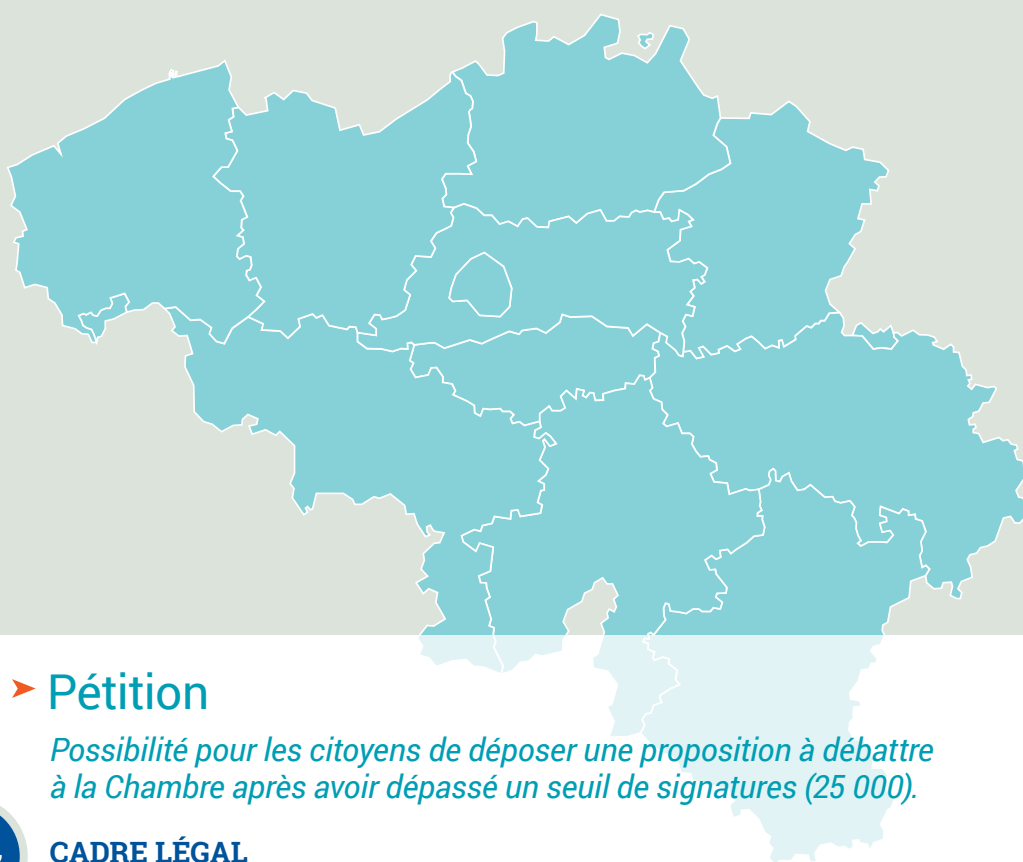 ➤ Pétition
Possibilité pour les citoyens de déposer une proposition à débattre
à la Chambre après avoir dépassé un seuil de signatures (25 000).
CADRE LÉGAL